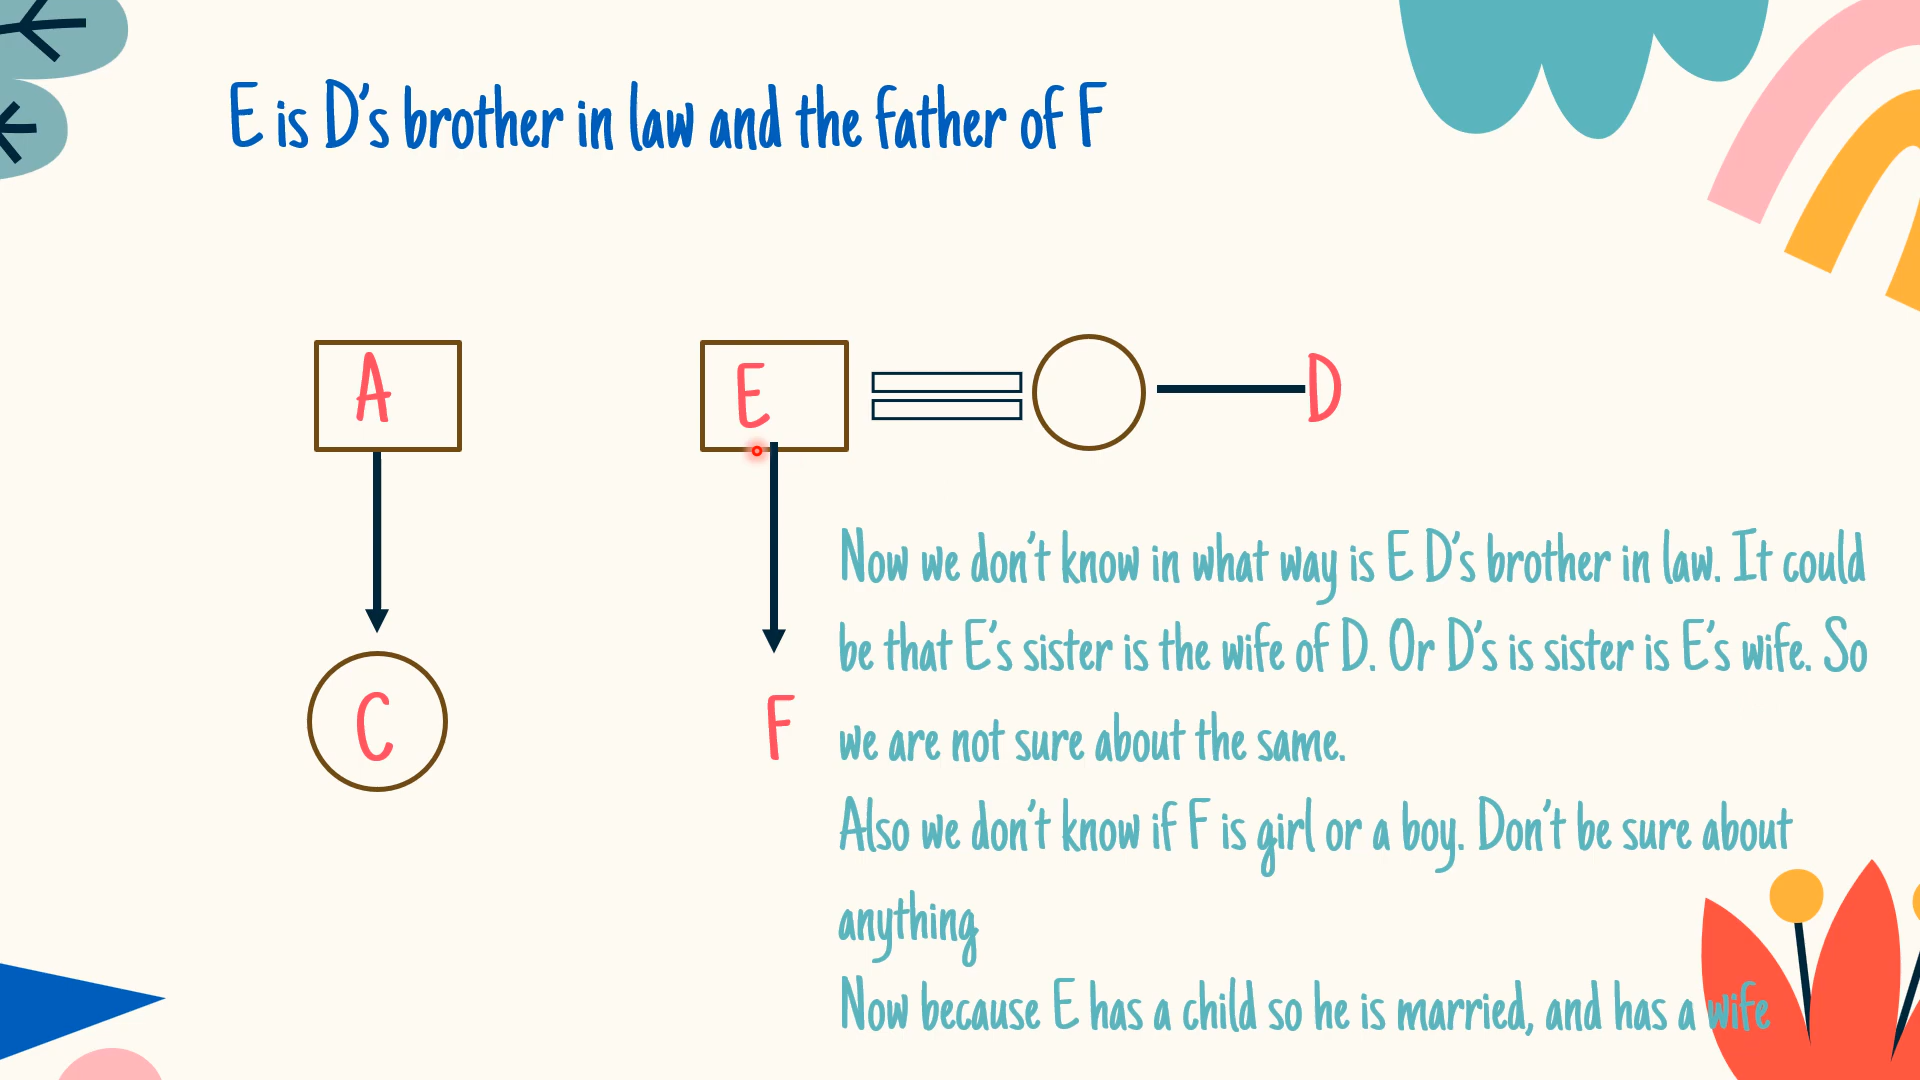 E is D's brother in law and the father of F
A
E
D
C
F
Now we don't know in what way is E D's brother in law. It could
be that E's sister is the wife of D. Or D's is sister is E's wife. So
we are not sure about the same.
Also we don't know if F is girl or a boy. Don't be sure about
anything
Now because E has a child so he is married, and has a wife